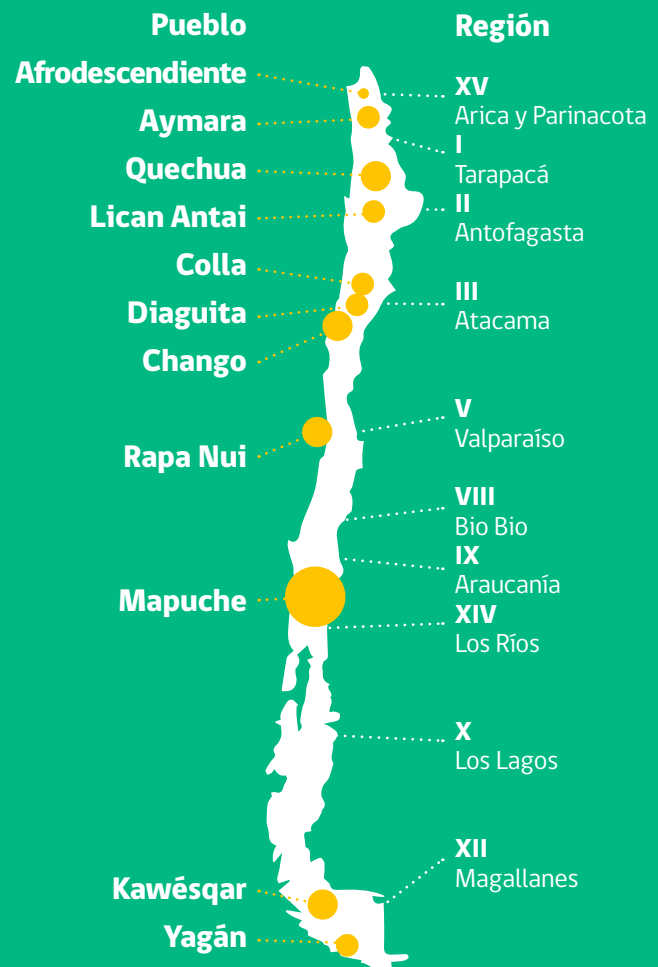 Pueblo
Afrodescendiente
Aymara
Quechua
Lican Antai
Colla
Diaguita
Chango
Rapa Nui
Mapuche
Kawésqar
Yagán
Región
XV
Arica y Parinacota
I
Tarapacá
II
Antofagasta
III
Atacama
V
Valparaíso
VIII
Bio Bio
IX
Araucanía
XIV
Los Ríos
X
Los Lagos
XII
Magallanes